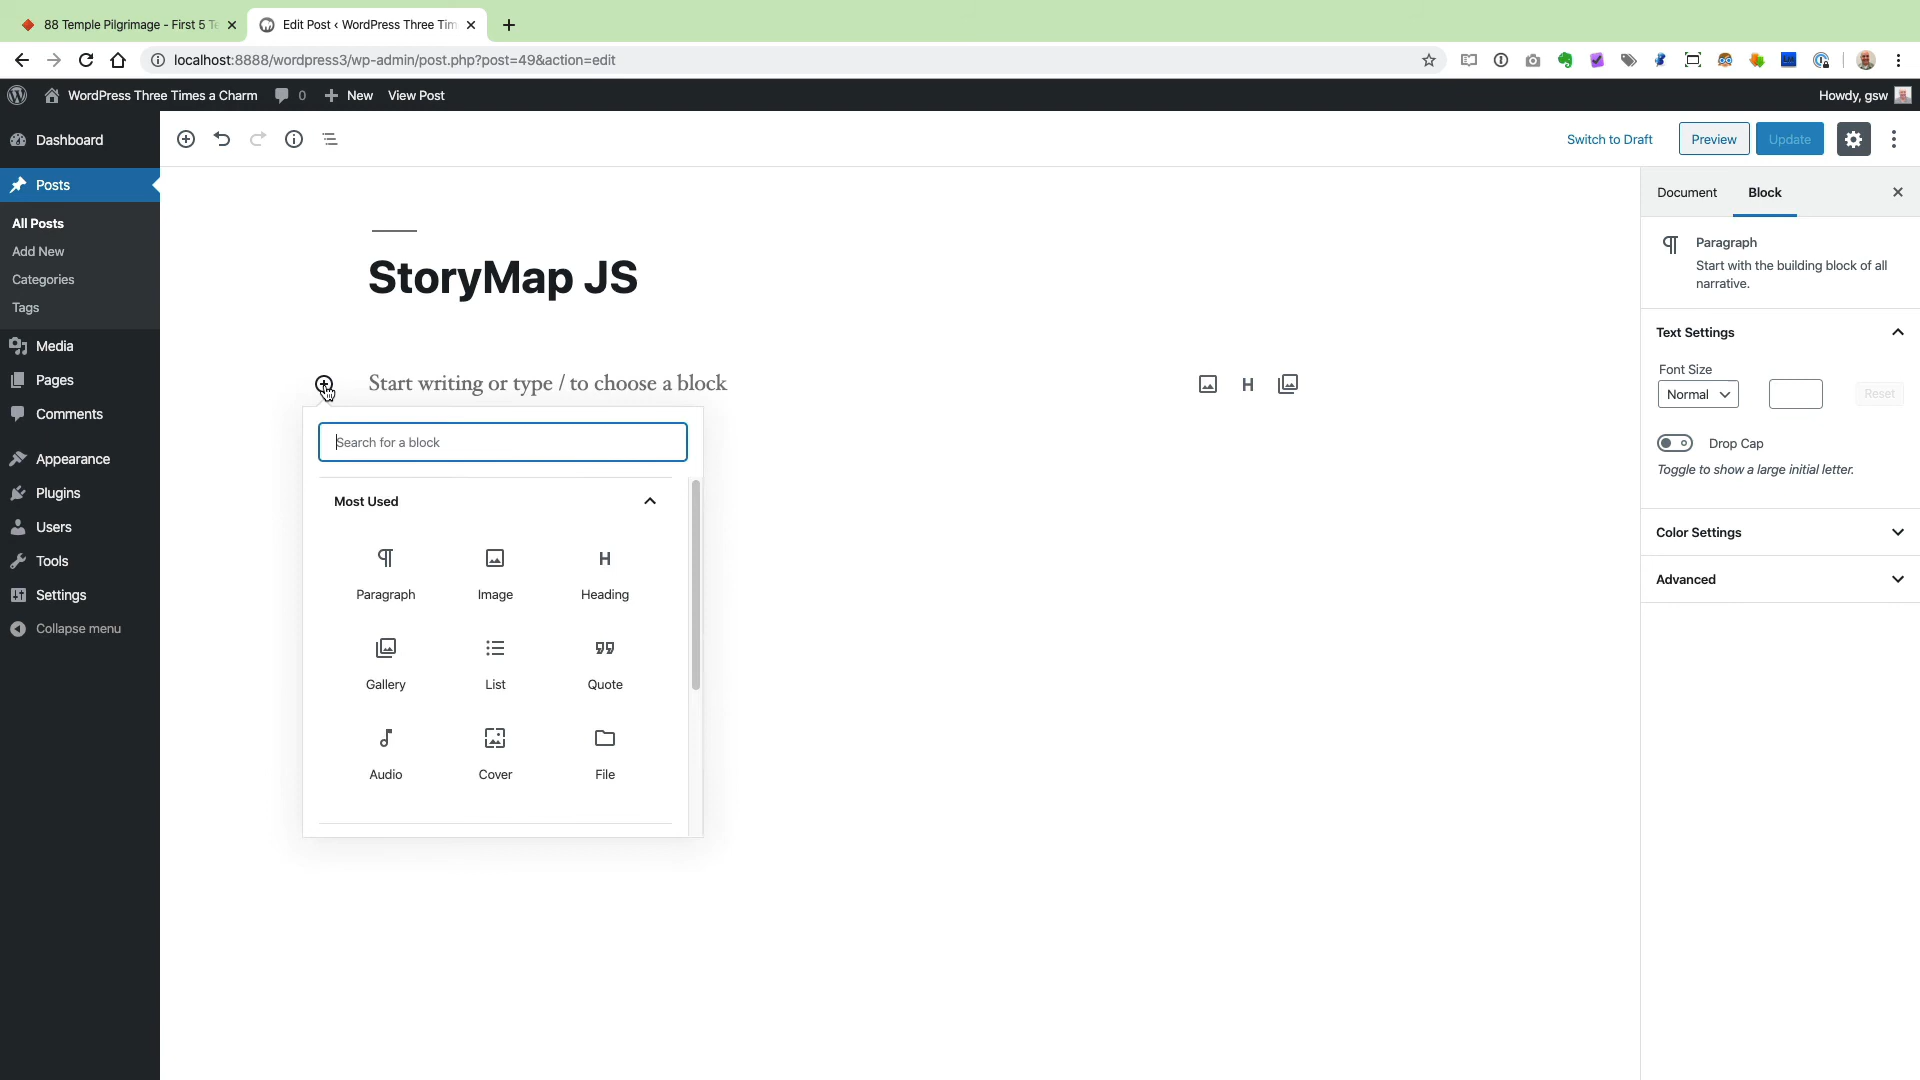 88 Temple Pilgrimage - First 5 Te
Edit Post ‹ WordPress Three Tim
localhost:8888/wordpress3/wp-admin/post.php?post=49&action=edit
WordPress Three Times a Charm
0
New
View Post
Howdy, gsw
Dashboard
Switch to Draft
Preview
Update
Posts
Document
Block
All Posts
Add New
Categories
Tags
StoryMap JS
Paragraph
Start with the building block of all
narrative.
Media
Pages
Comments
Start writing or type / to choose a block
H
Text Settings
Font Size
Normal
Reset
Drop Cap
Toggle to show a large initial letter.
Appearance
Plugins
Users
Tools
Settings
Collapse menu
Search for a block
Most Used
Paragraph
Image
H
Heading
Gallery
List
Quote
Audio
Cover
File
Color Settings
Advanced